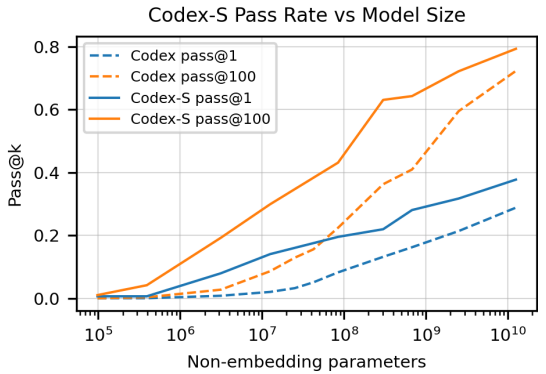 Codex-S Pass Rate vs Model Size
Pass@k
0.8
0.6
0.4
0.2
0.0
Codex pass@1
Codex pass@100
Codex-S pass@1
Codex-S pass@100
10⁵ 10⁶ 10⁷ 10⁸ 10⁹ 10¹⁰
Non-embedding parameters